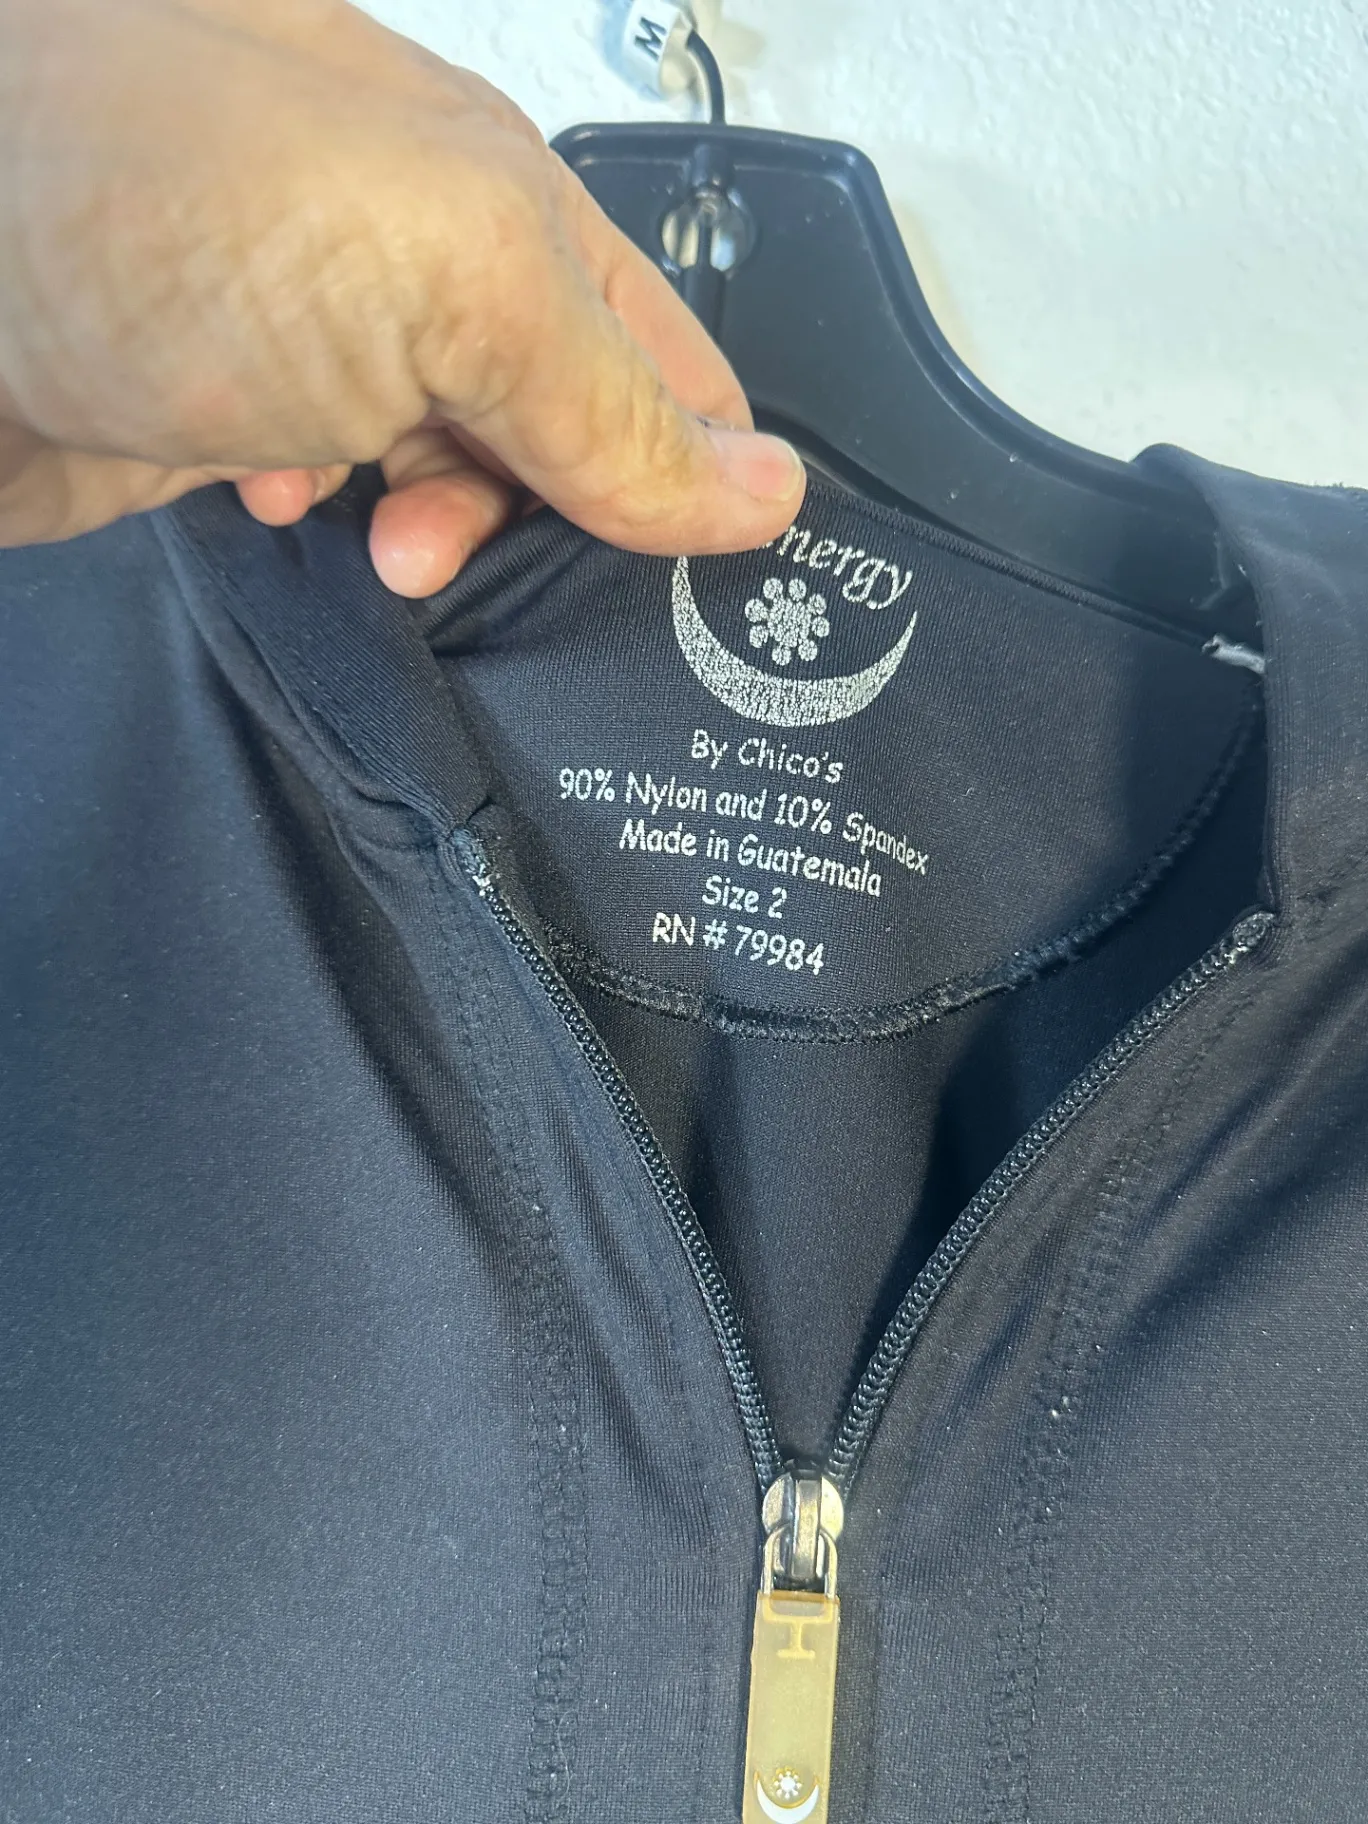 M
By Chico's
90% Nylon and 10% Spandex
Made in Guatemala
Size 2
RN # 79984